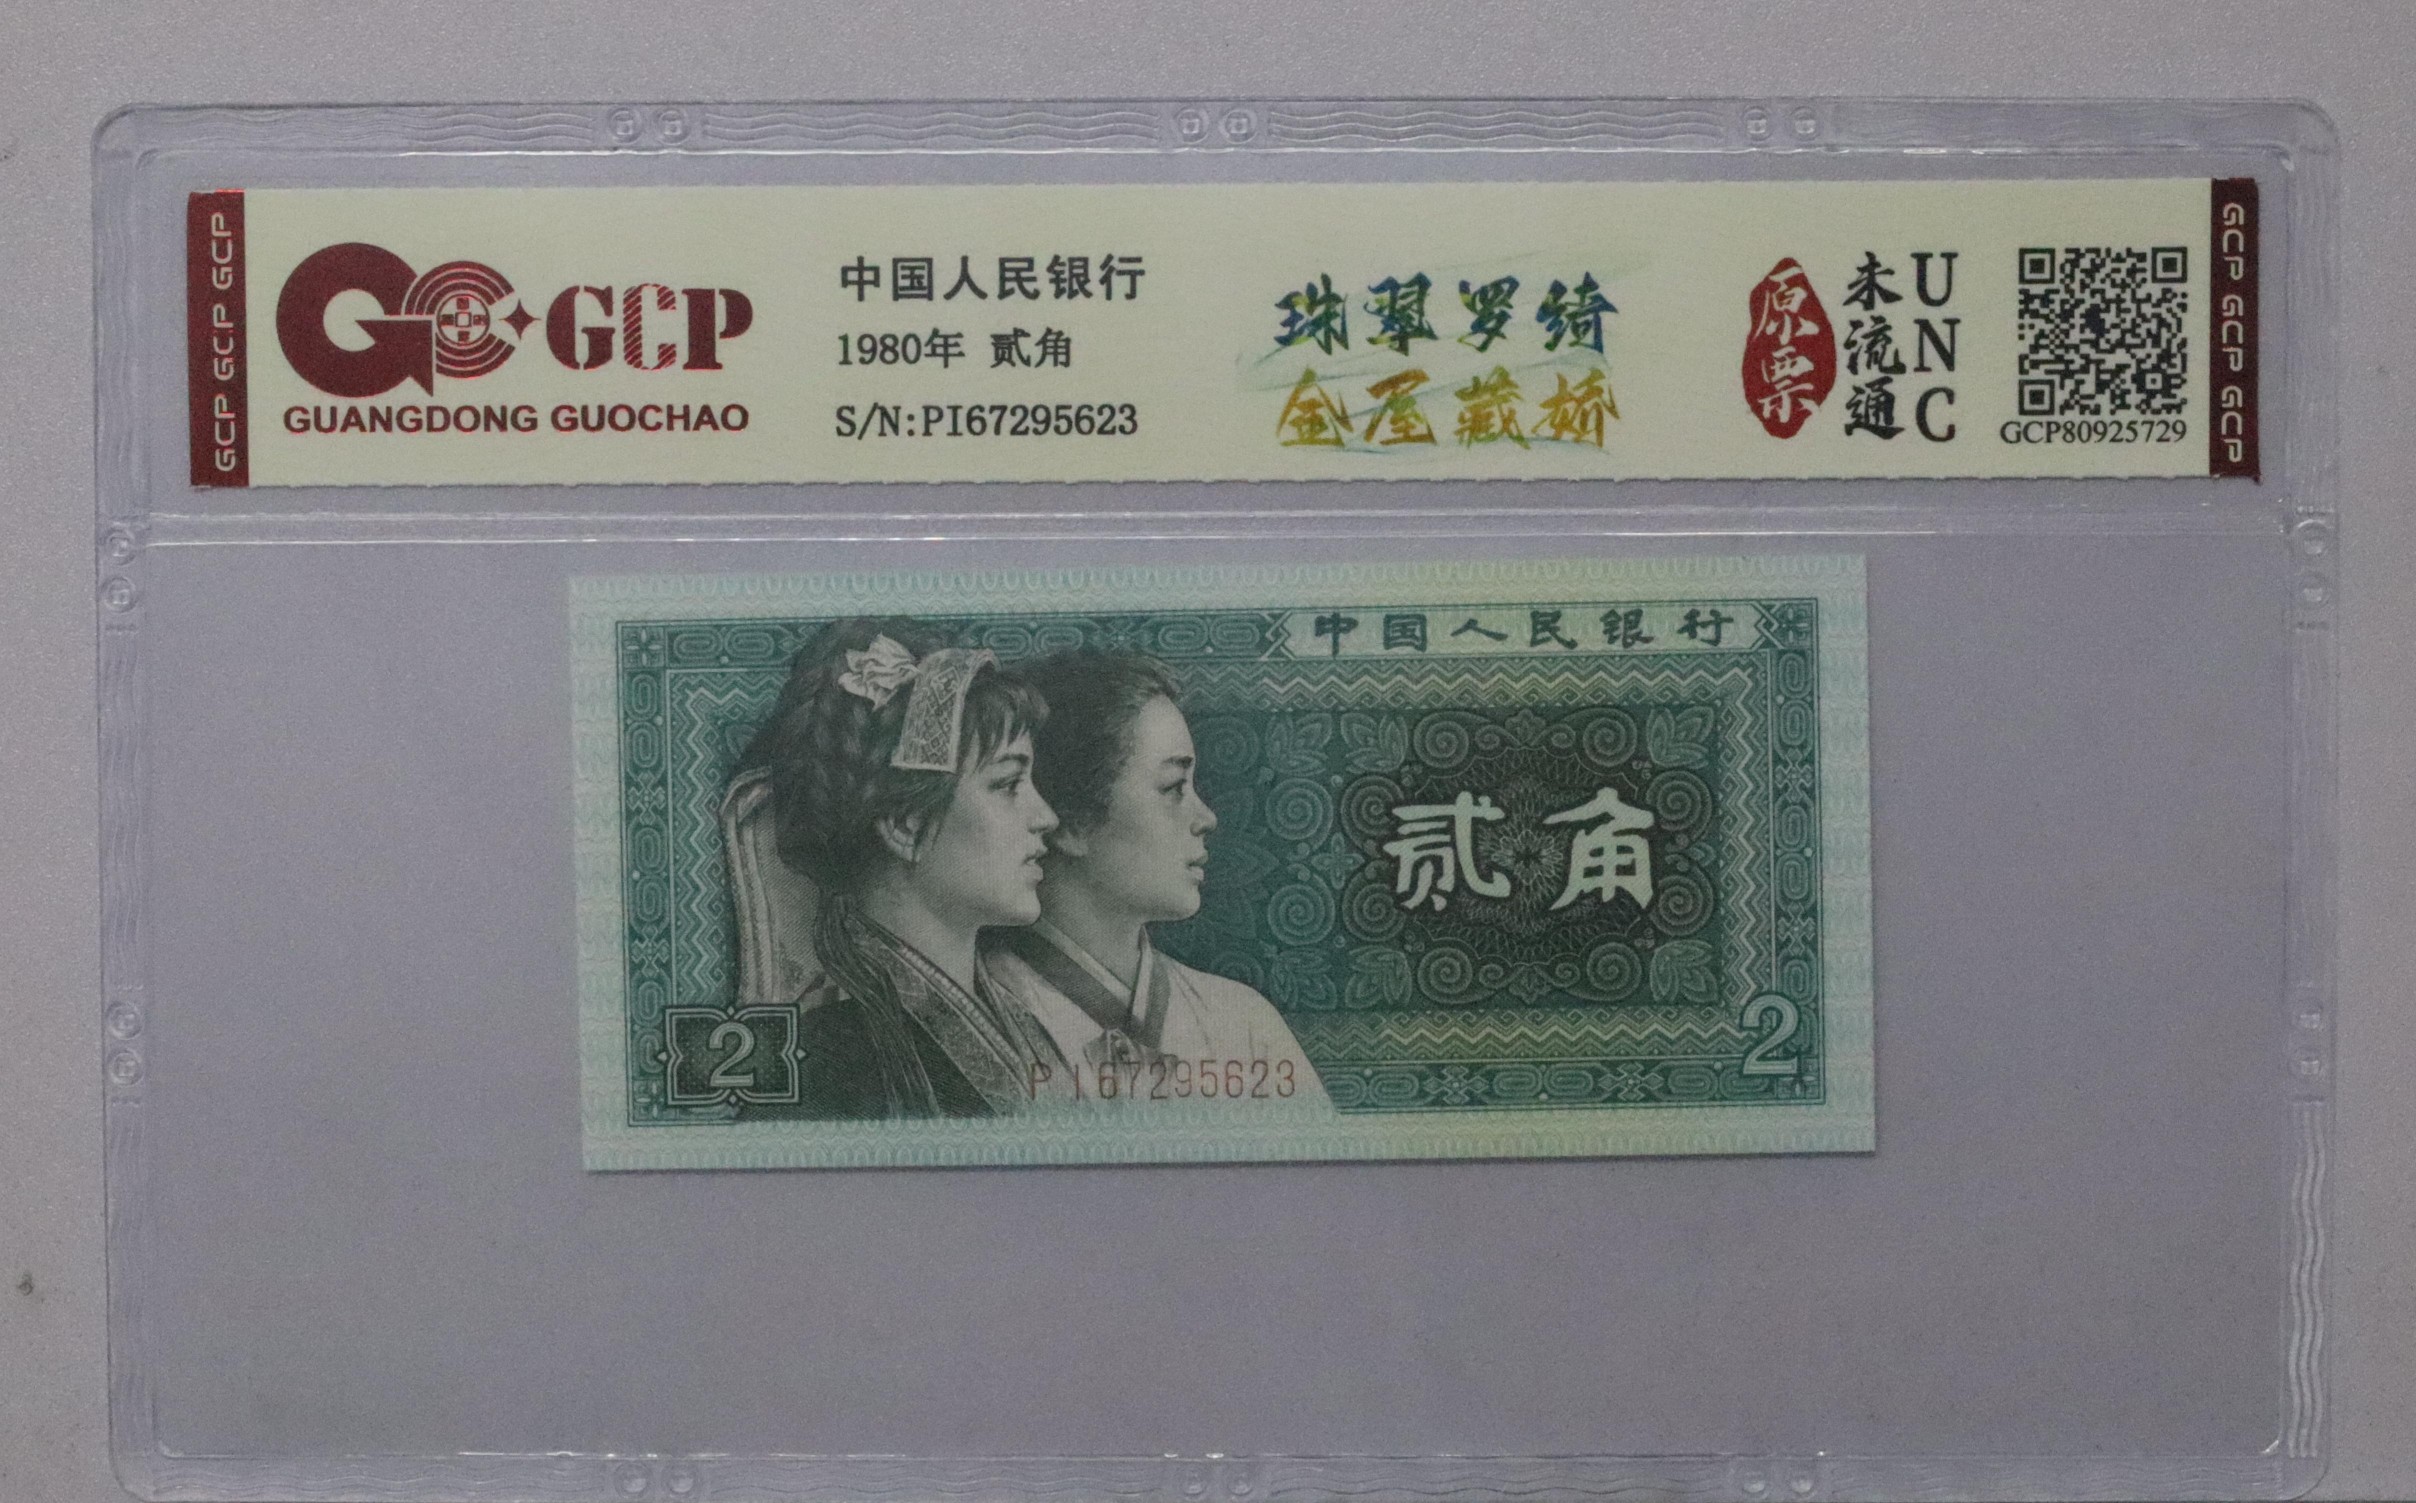 GCP GCP GCP
GCP
GUANGDONG GUOCHAO
中国人民银行
1980年 贰角
S/N:PI67295623
珠翠罗绮
金屋藏娇
原票
未流通
UNC
GCP80925729
GCP GCP GCP
中国人民银行
贰角
2
2
PI67295623